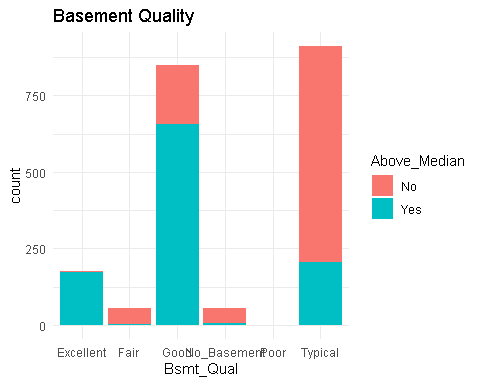 Basement Quality
750
500
250
0
count
Excellent Fair Good No_Basement Poor Typical
Bsmt_Qual
Above_Median
No
Yes